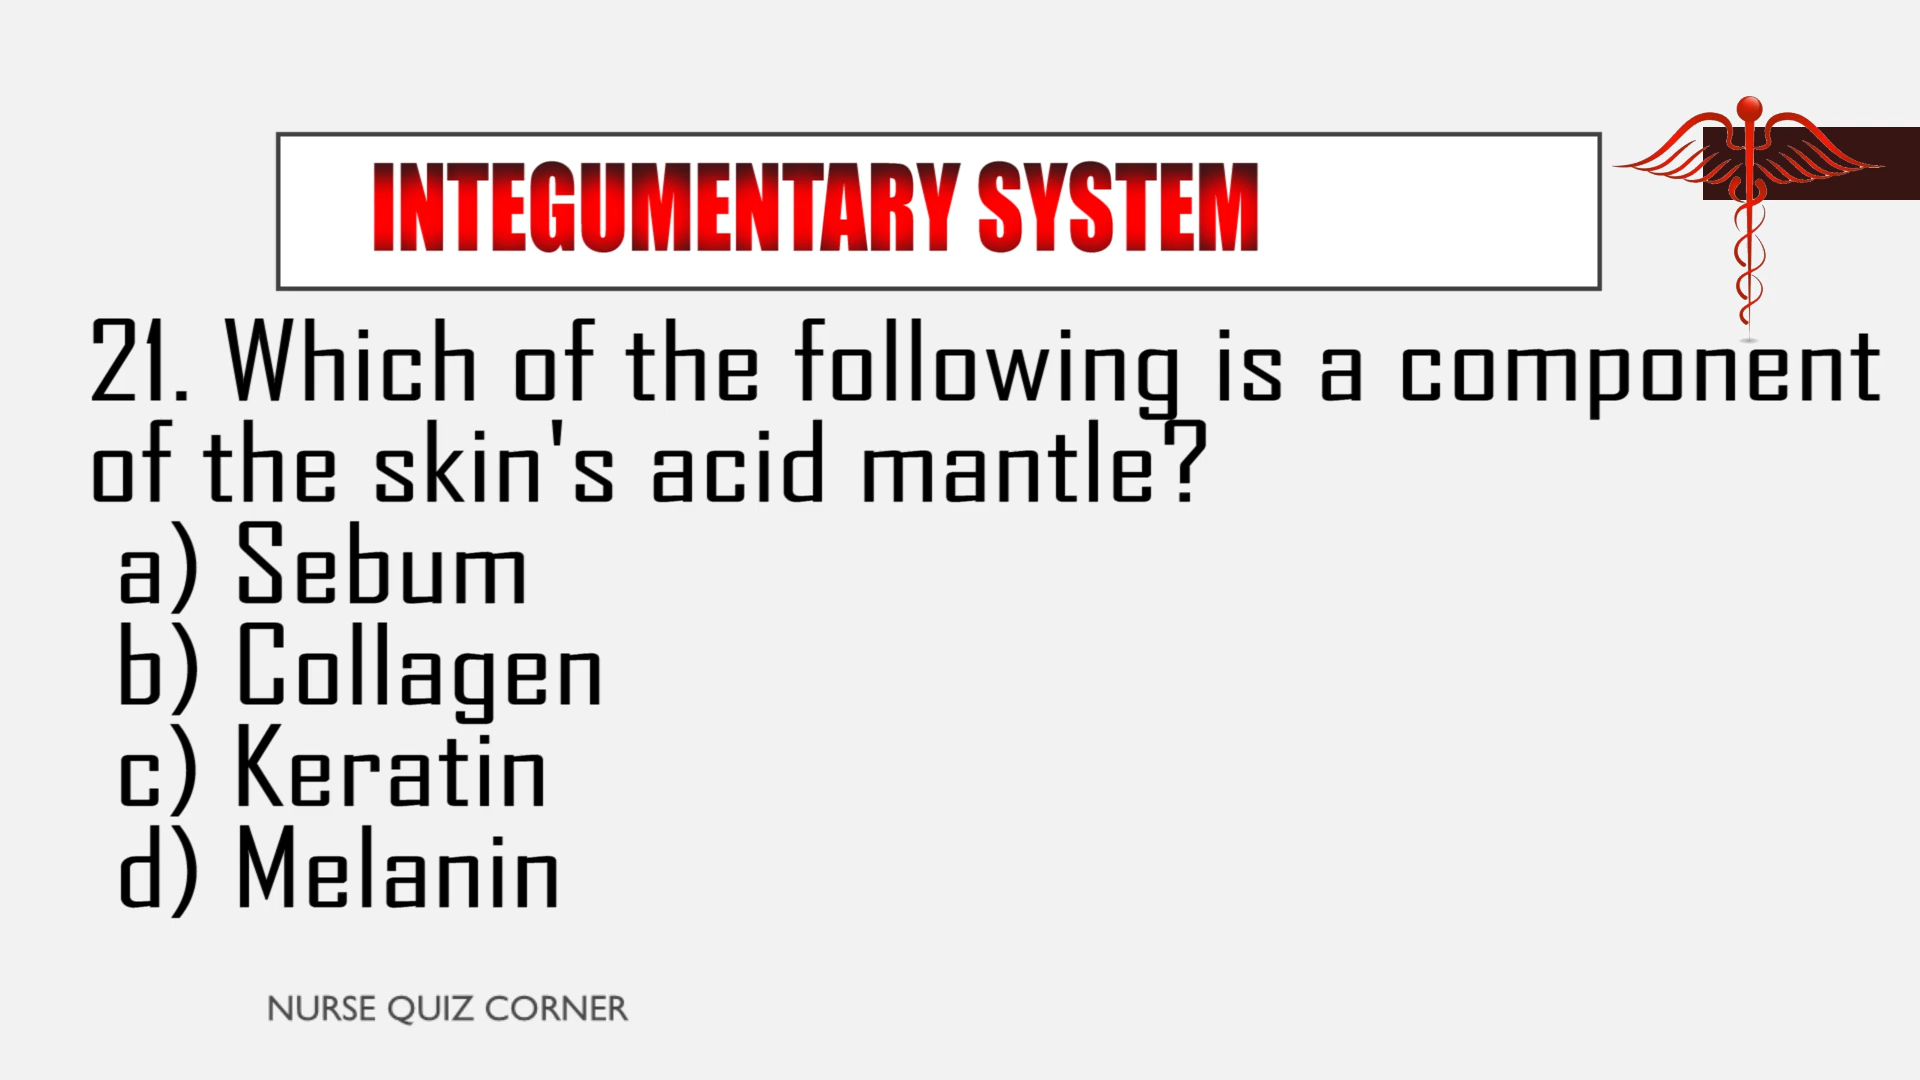 INTEGUMENTARY SYSTEM
21. Which of the following is a component
of the skin's acid mantle?
a) Sebum
b) Collagen
c) Keratin
d) Melanin
NURSE QUIZ CORNER